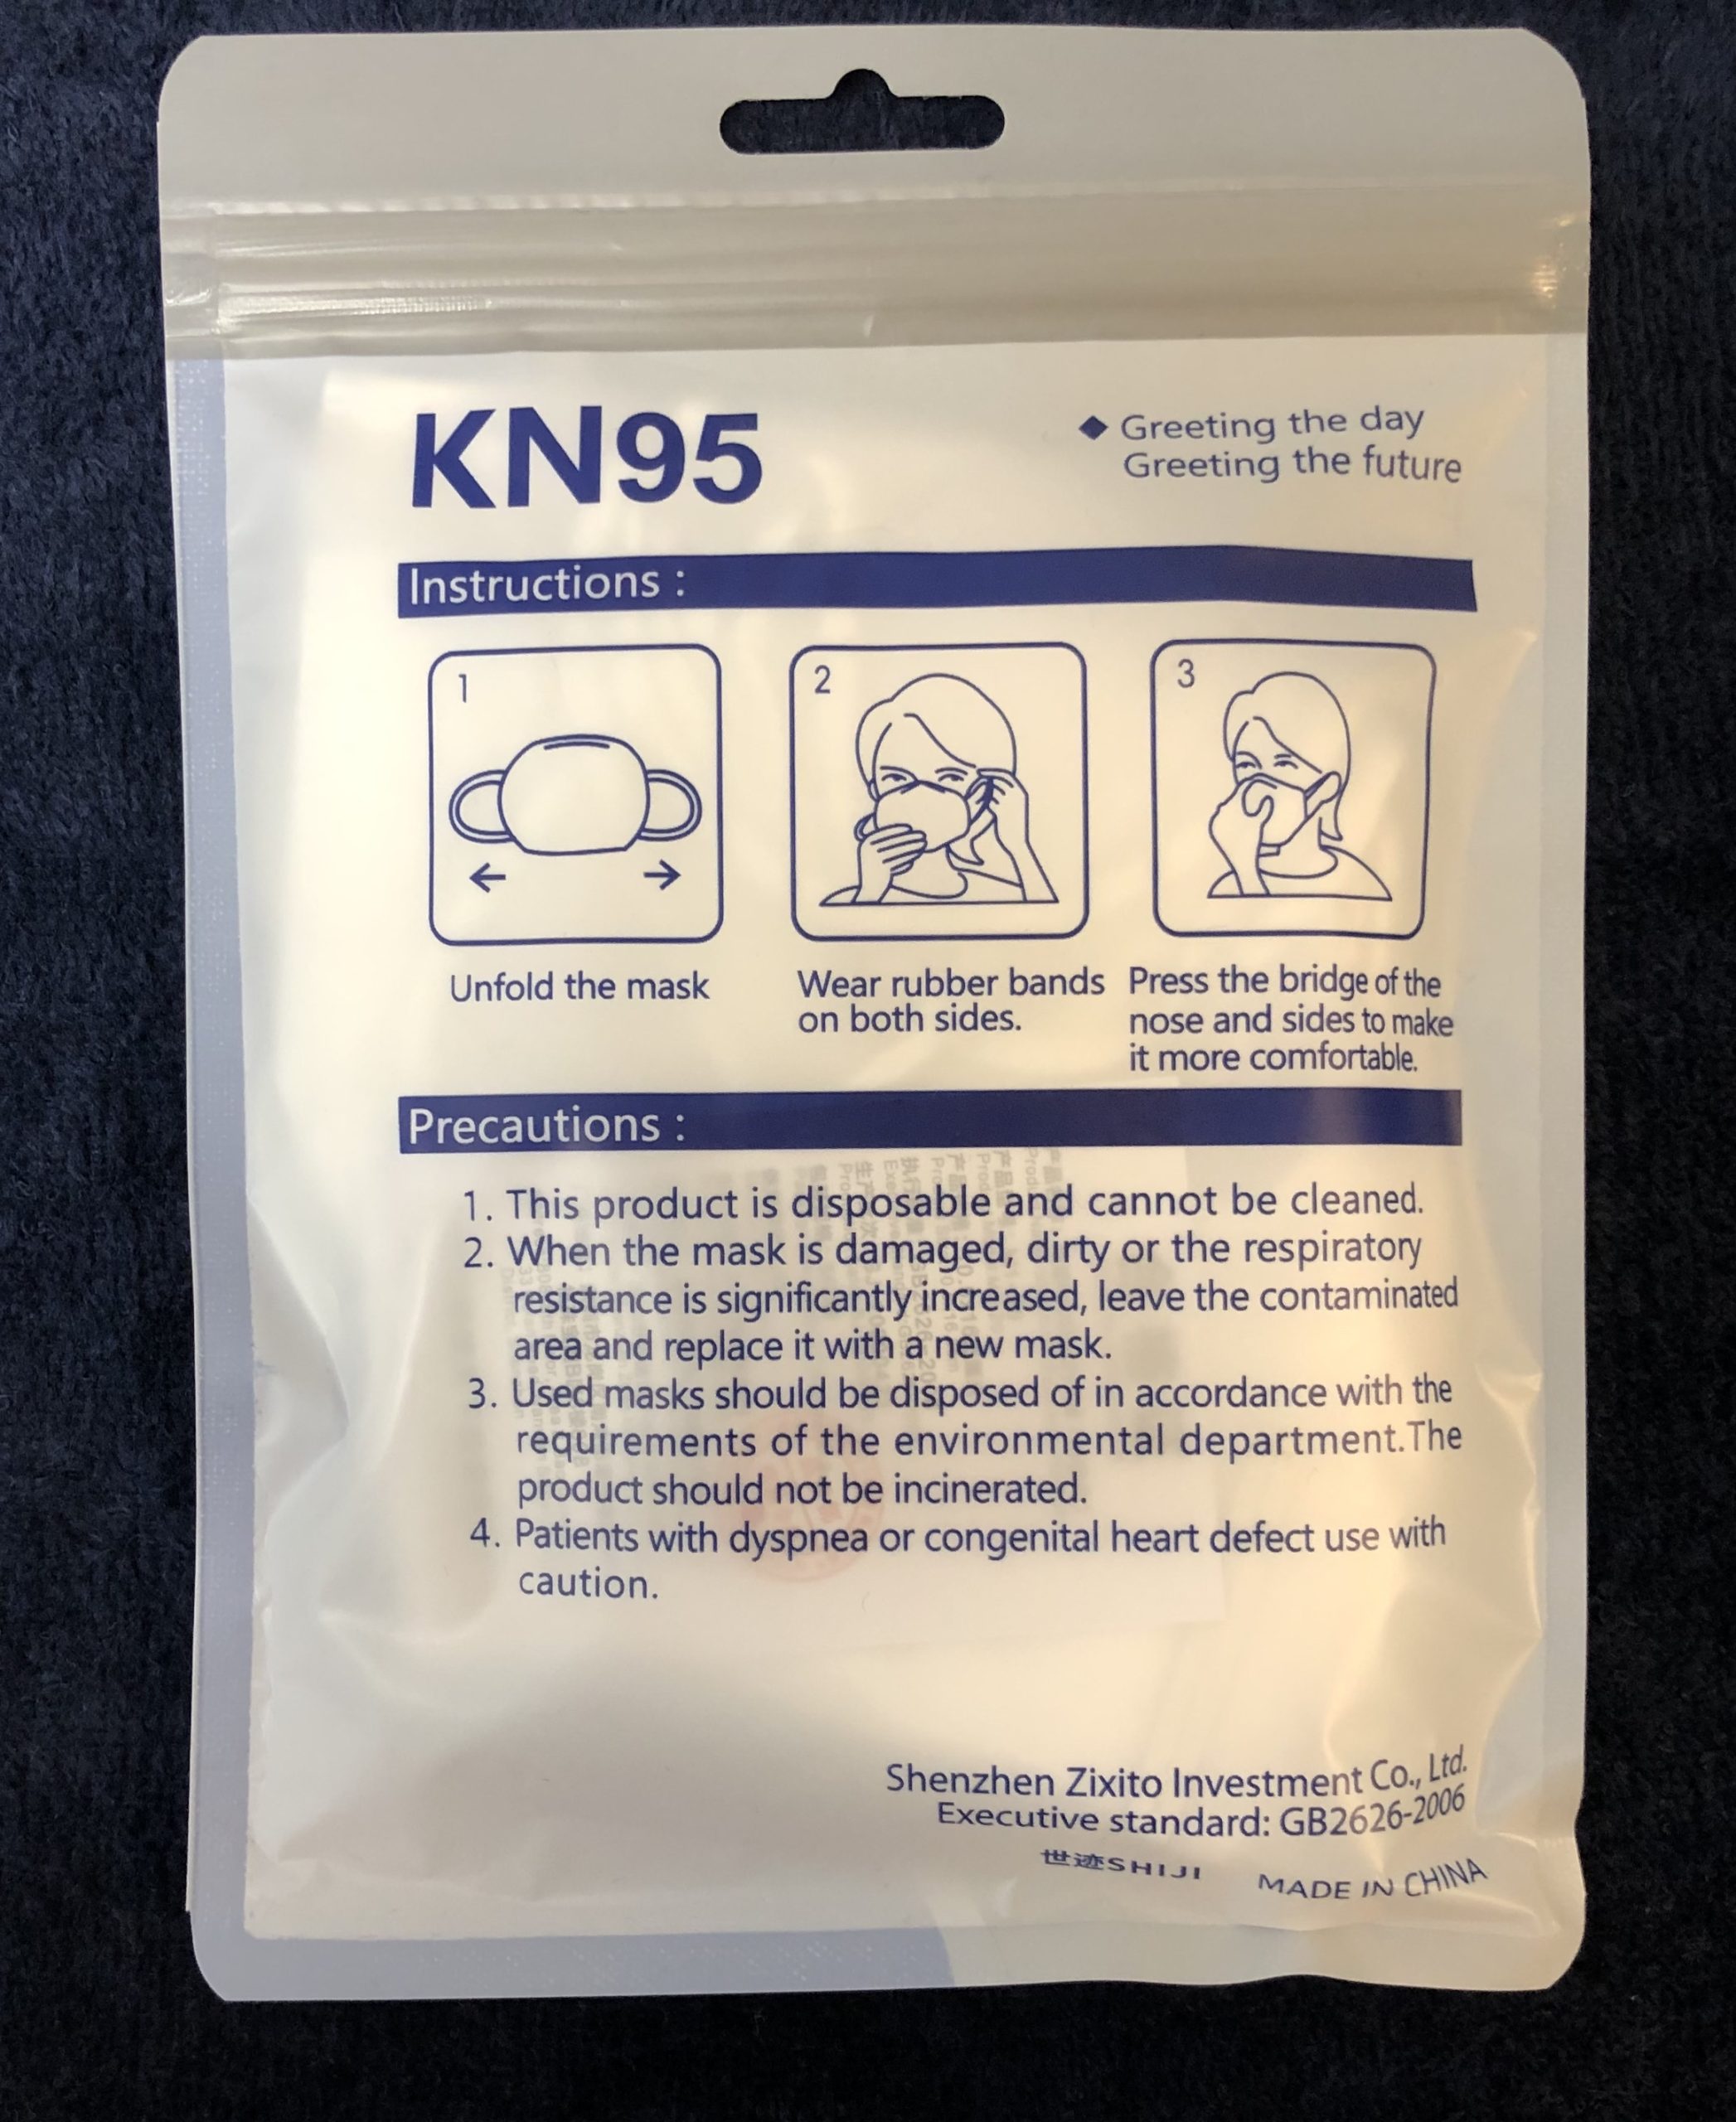 KN95
◆ Greeting the day
Greeting the future
Instructions :
1
2
3
Unfold the mask
Wear rubber bands
on both sides.
Press the bridge of the
nose and sides to make
it more comfortable.
Precautions :
1. This product is disposable and cannot be cleaned.
2. When the mask is damaged, dirty or the respiratory
resistance is significantly increased, leave the contaminated
area and replace it with a new mask.
3. Used masks should be disposed of in accordance with the
requirements of the environmental department.The
product should not be incinerated.
4. Patients with dyspnea or congenital heart defect use with
caution.
Shenzhen Zixito Investment Co., Ltd.
Executive standard: GB2626-2006
世迹SHIJI MADE IN CHINA